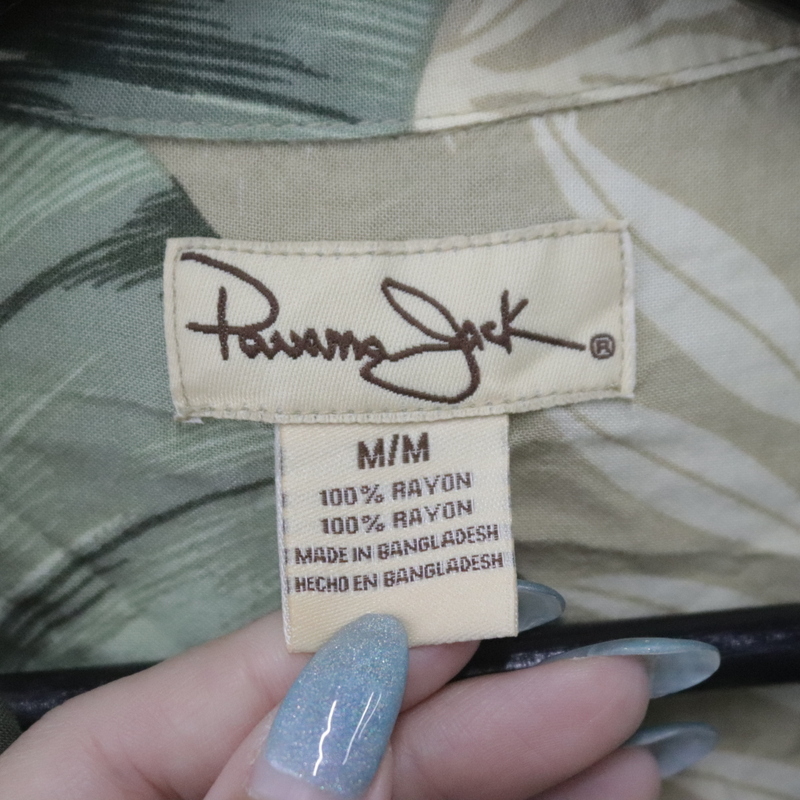 Panama Jack ®
M/M
100% RAYON
100% RAYON
MADE IN BANGLADESH
HECHO EN BANGLADESH